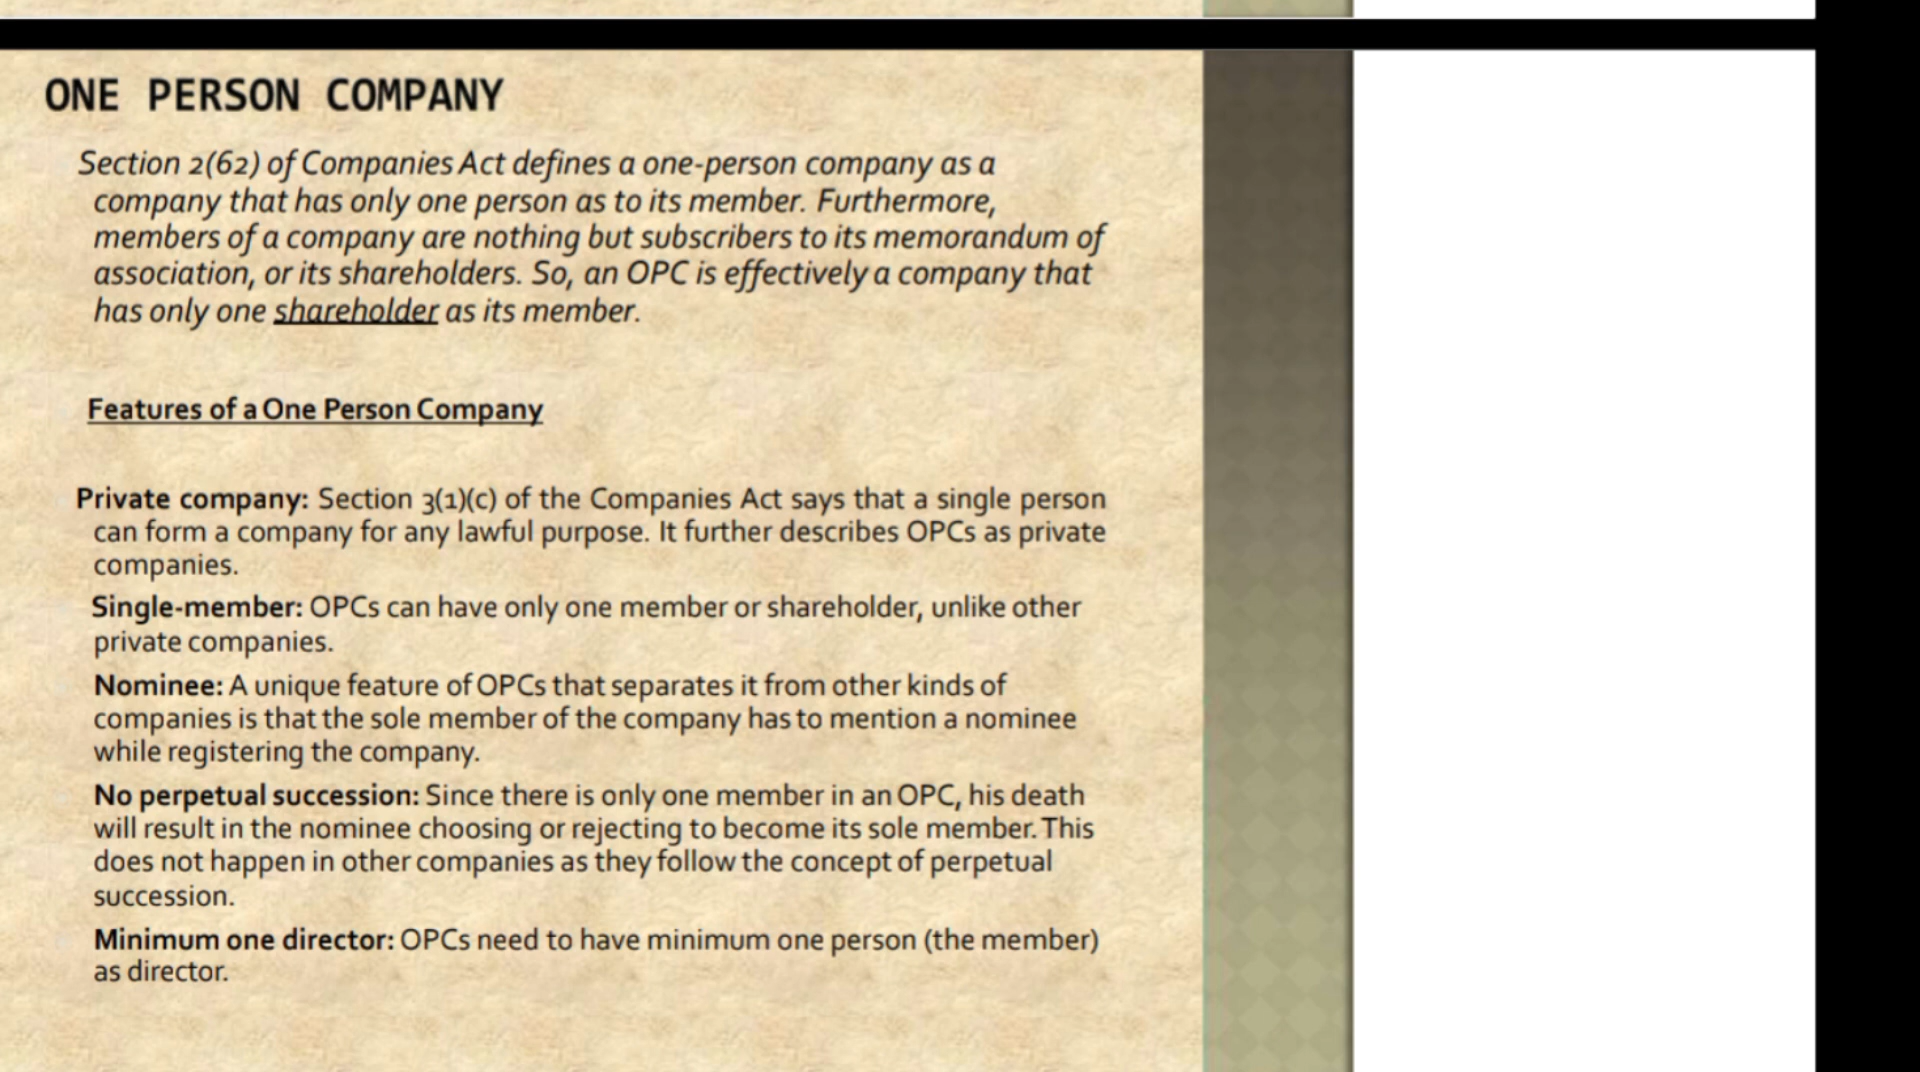 ONE PERSON COMPANY
Section 2(62) of Companies Act defines a one-person company as a
company that has only one person as to its member. Furthermore,
members of a company are nothing but subscribers to its memorandum of
association, or its shareholders. So, an OPC is effectively a company that
has only one shareholder as its member.
Features of a One Person Company
Private company: Section 3(1)(c) of the Companies Act says that a single person
can form a company for any lawful purpose. It further describes OPCs as private
companies.
Single-member: OPCs can have only one member or shareholder, unlike other
private companies.
Nominee: A unique feature of OPCs that separates it from other kinds of
companies is that the sole member of the company has to mention a nominee
while registering the company.
No perpetual succession: Since there is only one member in an OPC, his death
will result in the nominee choosing or rejecting to become its sole member. This
does not happen in other companies as they follow the concept of perpetual
succession.
Minimum one director: OPCs need to have minimum one person (the member)
as director.